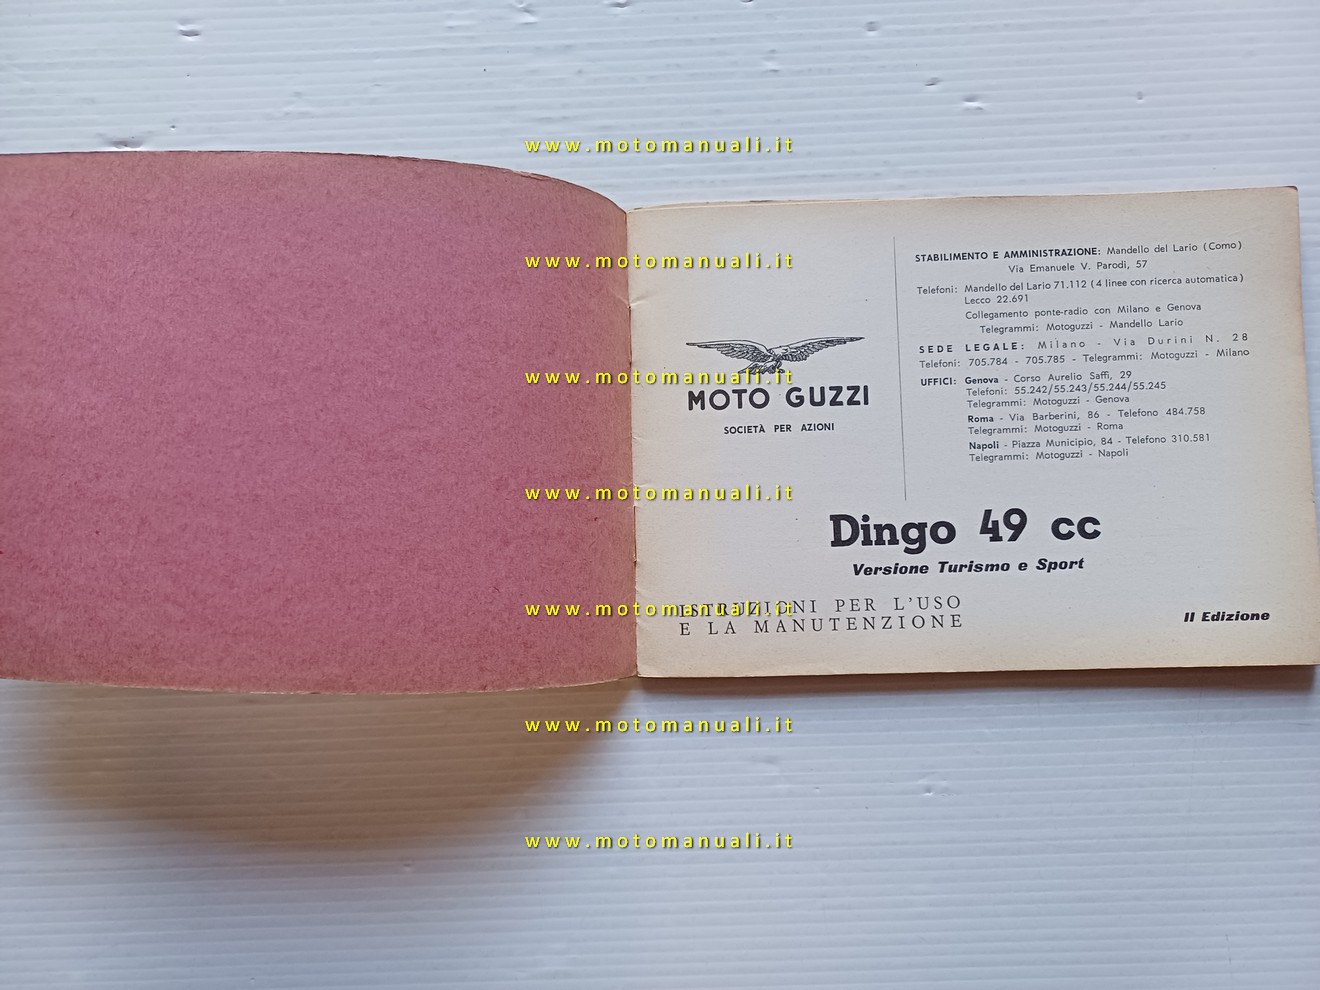 www.motomanuali.it
www.motomanuali.it
www.motomanuali.it
www.motomanuali.it
www.motomanuali.it
www.motomanuali.it
www.motomanuali.it
MOTO GUZZI
SOCIETÀ PER AZIONI
STABILIMENTO E AMMINISTRAZIONE: Mandello del Lario (Como)
Via Emanuele V. Parodi, 57
Telefoni: Mandello del Lario 71.112 (4 linee con ricerca automatica)
Lecco 22.691
Collegamento ponte-radio con Milano e Genova
Telegrammi: Motoguzzi - Mandello Lario
SEDE LEGALE: Milano - Via Durini N. 28
Telefoni: 705.784 - 705.785 - Telegrammi: Motoguzzi - Milano
UFFICI: Genova - Corso Aurelio Saffi, 29
Telefoni: 55.242/55.243/55.244/55.245
Telegrammi: Motoguzzi - Genova
Roma - Via Barberini, 86 - Telefono 484.758
Telegrammi: Motoguzzi - Roma
Napoli - Piazza Municipio, 84 - Telefono 310.581
Telegrammi: Motoguzzi - Napoli
Dingo 49 cc
Versione Turismo e Sport
ISTRUZIONI PER L'USO
E LA MANUTENZIONE
II Edizione